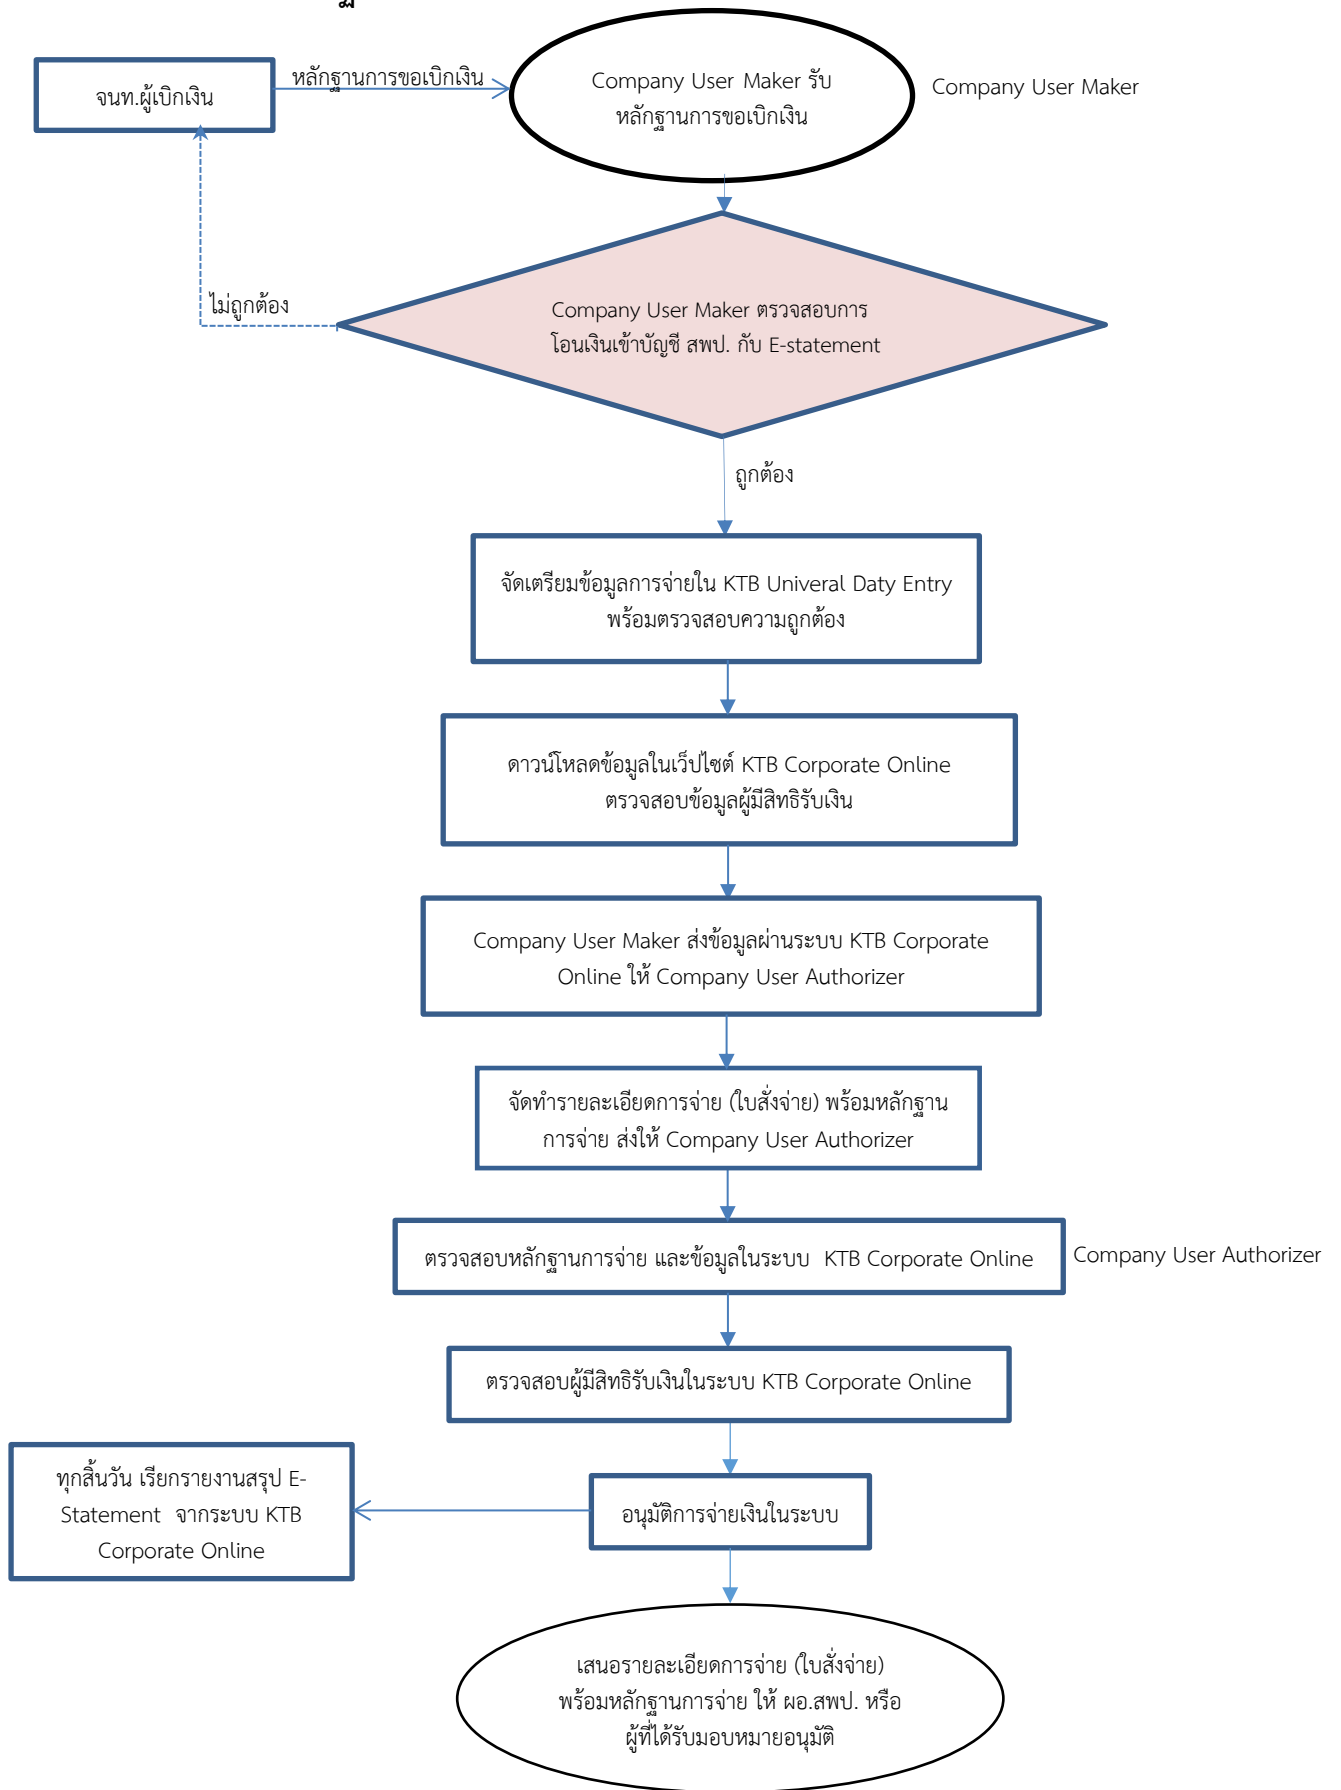 จนท.ผู้เบิกเงิน
หลักฐานการขอเบิกเงิน
Company User Maker รับ
หลักฐานการขอเบิกเงิน
Company User Maker
ไม่ถูกต้อง
Company User Maker ตรวจสอบการ
โอนเงินเข้าบัญชี สพป. กับ E-statement
ถูกต้อง
จัดเตรียมข้อมูลการจ่ายใน KTB Univeral Daty Entry
พร้อมตรวจสอบความถูกต้อง
ดาวน์โหลดข้อมูลในเว็ปไซต์ KTB Corporate Online
ตรวจสอบข้อมูลผู้มีสิทธิรับเงิน
Company User Maker ส่งข้อมูลผ่านระบบ KTB Corporate
Online ให้ Company User Authorizer
จัดทำรายละเอียดการจ่าย (ใบสั่งจ่าย) พร้อมหลักฐาน
การจ่าย ส่งให้ Company User Authorizer
ตรวจสอบหลักฐานการจ่าย และข้อมูลในระบบ KTB Corporate Online
Company User Authorizer
ตรวจสอบผู้มีสิทธิรับเงินในระบบ KTB Corporate Online
ทุกสิ้นวัน เรียกรายงานสรุป E-
Statement จากระบบ KTB
Corporate Online
อนุมัติการจ่ายเงินในระบบ
เสนอรายละเอียดการจ่าย (ใบสั่งจ่าย)
พร้อมหลักฐานการจ่าย ให้ ผอ.สพป. หรือ
ผู้ที่ได้รับมอบหมายอนุมัติ